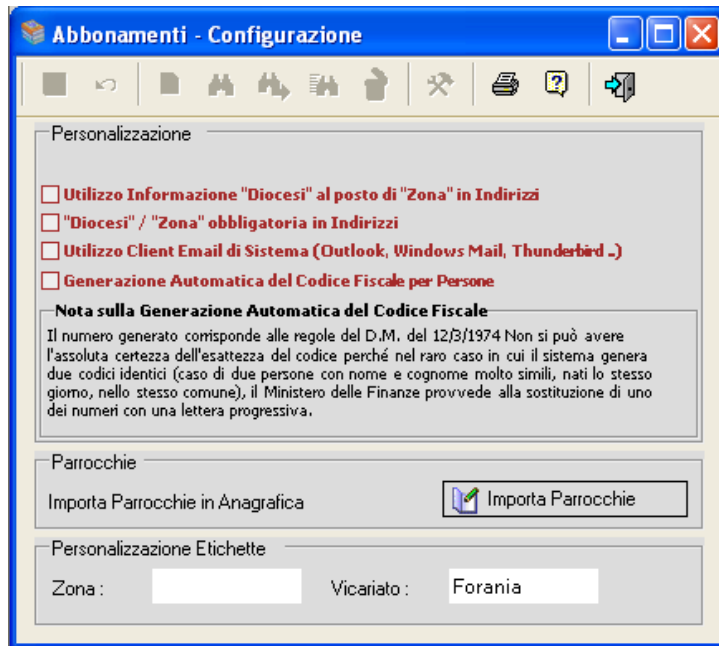 Abbonamenti - Configurazione
Personalizzazione
Utilizzo Informazione "Diocesi" al posto di "Zona" in Indirizzi
"Diocesi" / "Zona" obbligatoria in Indirizzi
Utilizzo Client Email di Sistema (Outlook, Windows Mail, Thunderbird ..)
Generazione Automatica del Codice Fiscale per Persone
Nota sulla Generazione Automatica del Codice Fiscale
Il numero generato corrisponde alle regole del D.M. del 12/3/1974 Non si può avere
l'assoluta certezza dell'esattezza del codice perché nel raro caso in cui il sistema genera
due codici identici (caso di due persone con nome e cognome molto simili, nati lo stesso
giorno, nello stesso comune), il Ministero delle Finanze provvede alla sostituzione di uno
dei numeri con una lettera progressiva.
Parrocchie
Importa Parrocchie in Anagrafica
Importa Parrocchie
Personalizzazione Etichette
Zona :
Vicariato :
Forania